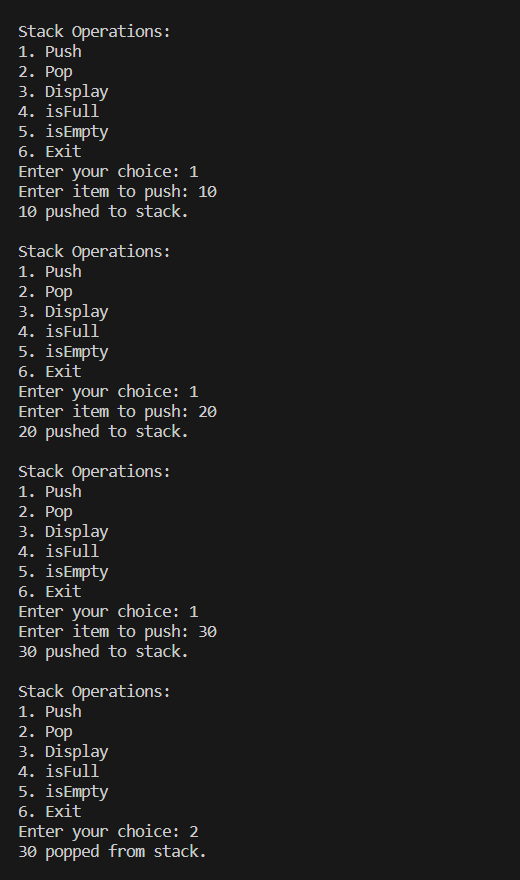 Stack Operations:
1. Push
2. Pop
3. Display
4. isFull
5. isEmpty
6. Exit
Enter your choice: 1
Enter item to push: 10
10 pushed to stack.

Stack Operations:
1. Push
2. Pop
3. Display
4. isFull
5. isEmpty
6. Exit
Enter your choice: 1
Enter item to push: 20
20 pushed to stack.

Stack Operations:
1. Push
2. Pop
3. Display
4. isFull
5. isEmpty
6. Exit
Enter your choice: 1
Enter item to push: 30
30 pushed to stack.

Stack Operations:
1. Push
2. Pop
3. Display
4. isFull
5. isEmpty
6. Exit
Enter your choice: 2
30 popped from stack.